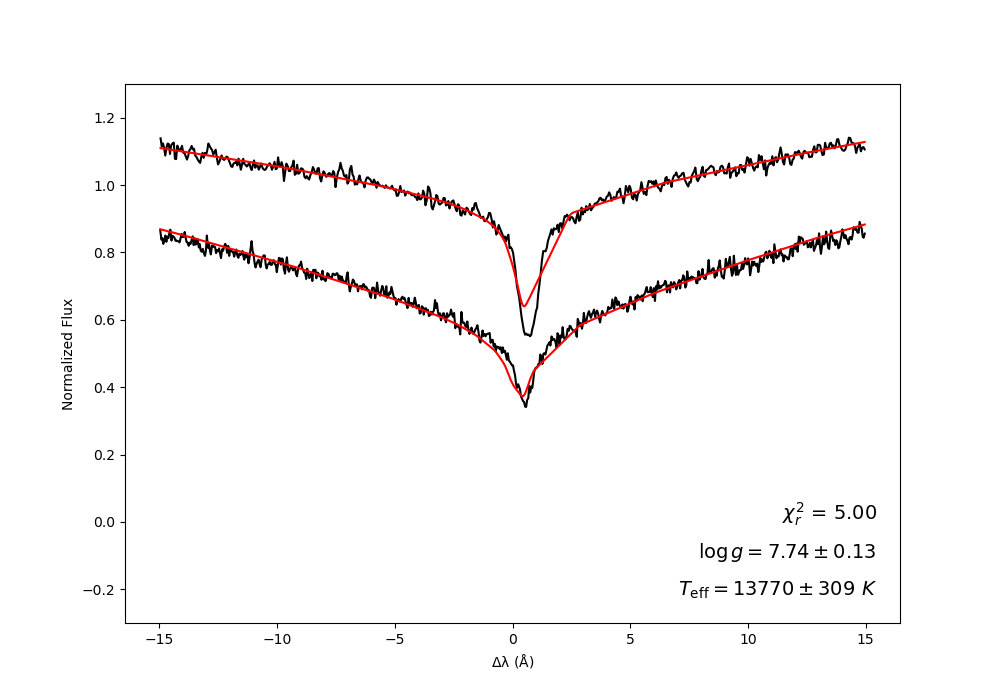 1.2
1.0
0.8
0.6
0.4
0.2
0.0
−0.2
Normalized Flux
χ²ᵣ = 5.00
log g = 7.74 ± 0.13
T_eff = 13770 ± 309 K
−15 −10 −5 0 5 10 15
Δλ (Å)